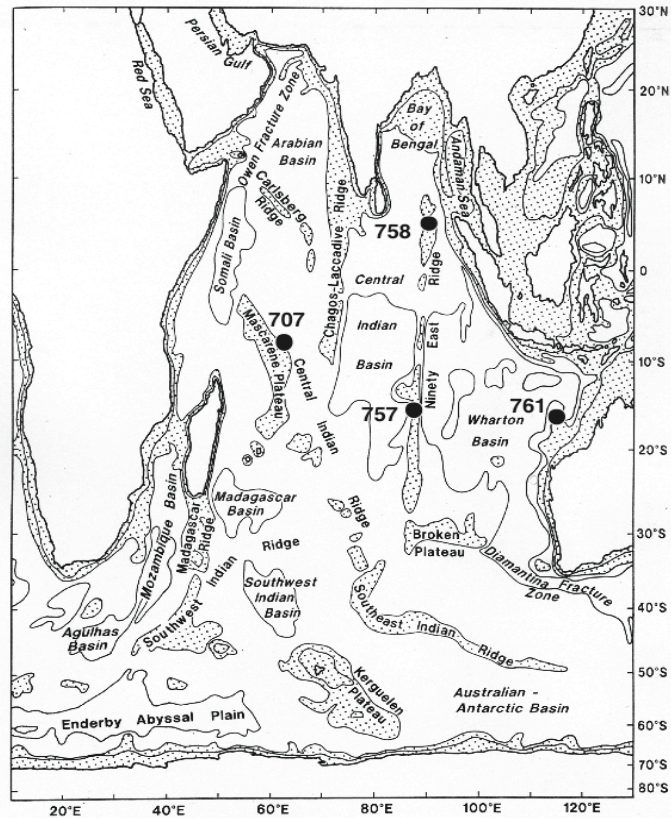 30°N
Persian Gulf
Red Sea
20°N
Owen Fracture Zone
Bay
of
Bengal
Arabian
Basin
Andaman Sea
10°N
Carlsberg
Ridge
758
Somali Basin
Chagos-Laccadive Ridge
Central
Ridge
0
707
Indian
East
Mascarene Plateau
Central
10°S
Basin
Ninety
757
761
Wharton
Basin
Indian
20°S
Mozambique Basin
Madagascar
Basin
Ridge
Madagascar
Ridge
Broken
Plateau
30°S
Ridge
Indian
Diamantina Fracture
Zone
Southwest
Indian
Basin
Southwest
Southeast Indian
Ridge
40°S
Agulhas
Basin
50°S
Kerguelen
Plateau
Australian -
Antarctic Basin
Enderby Abyssal Plain
60°S
70°S
80°S
20°E 40°E 60°E 80°E 100°E 120°E